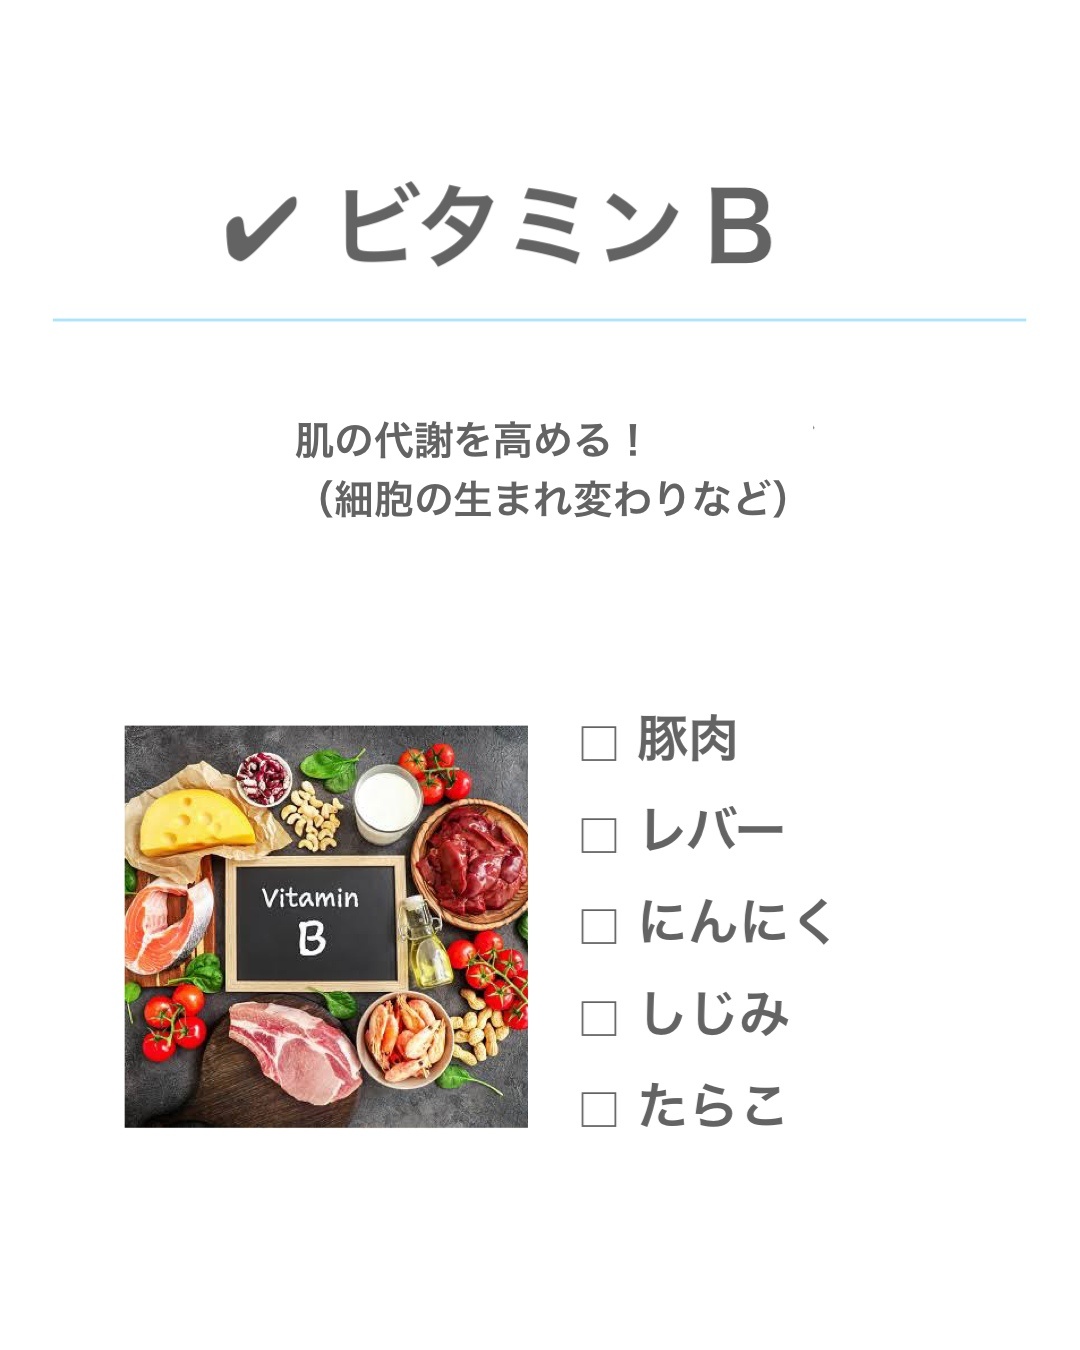 ✔ ビタミンB
肌の代謝を高める！
（細胞の生まれ変わりなど）
Vitamin
B
□ 豚肉
□ レバー
□ にんにく
□ しじみ
□ たらこ